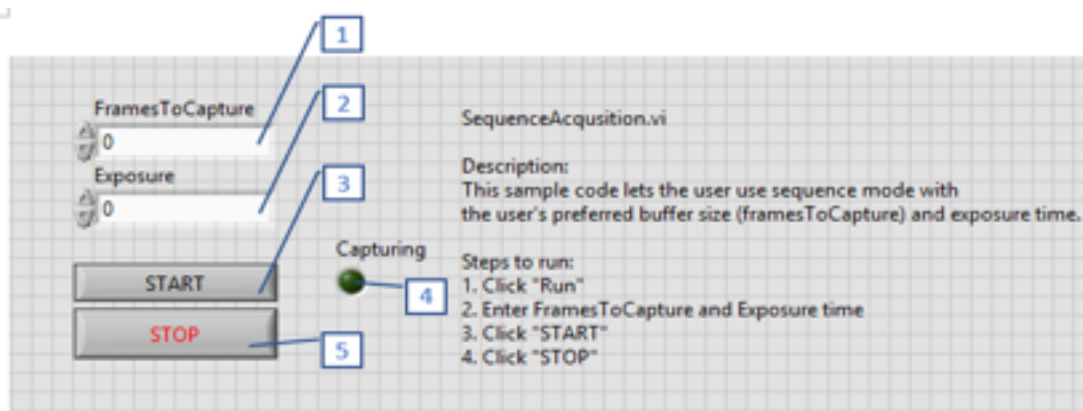 1
FramesToCapture
2
0
SequenceAcqusition.vi
Exposure
3
0
Description:
This sample code lets the user use sequence mode with
the user's preferred buffer size (framesToCapture) and exposure time.
Capturing
START
4
Steps to run:
1. Click "Run"
2. Enter FramesToCapture and Exposure time
3. Click "START"
4. Click "STOP"
STOP
5